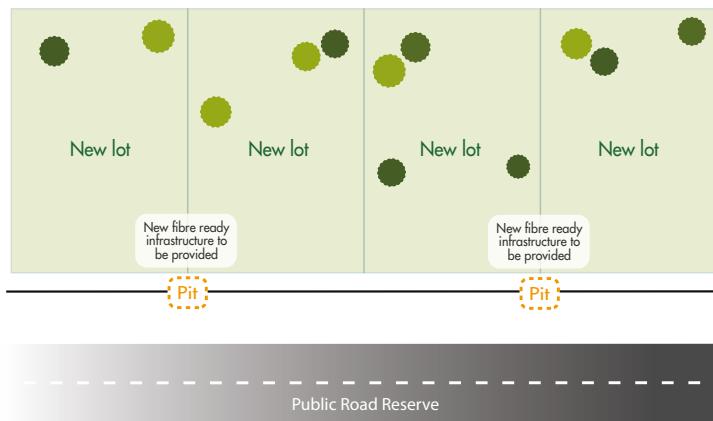 New lot
New lot
New lot
New lot
New fibre ready
infrastructure to
be provided
New fibre ready
infrastructure to
be provided
Pit
Pit
Public Road Reserve